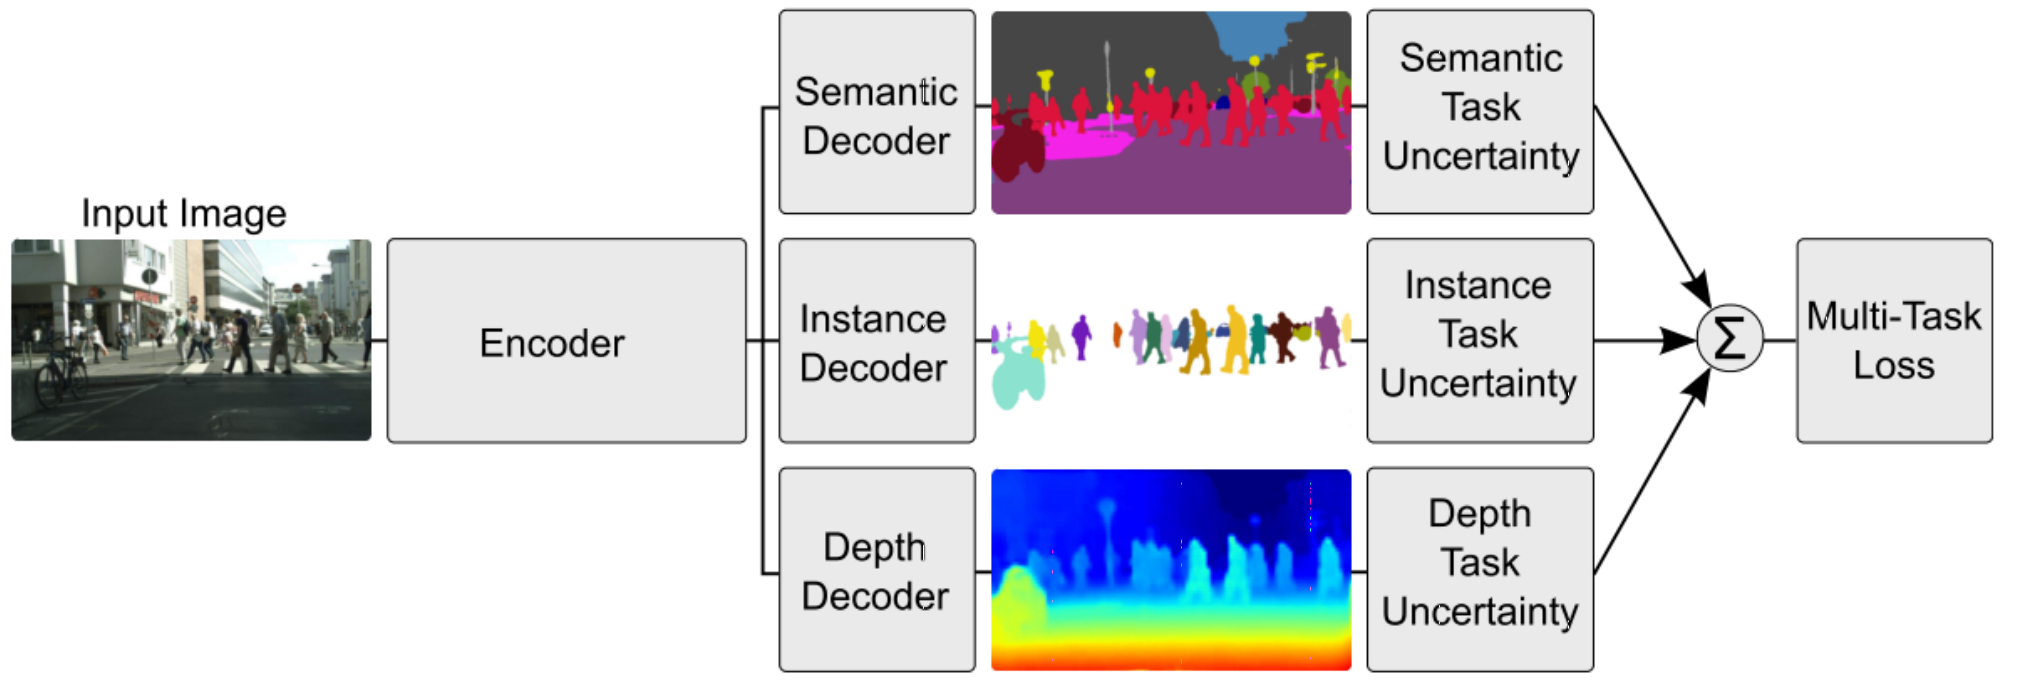 Input Image
Encoder
Semantic
Decoder
Instance
Decoder
Depth
Decoder
Semantic
Task
Uncertainty
Instance
Task
Uncertainty
Depth
Task
Uncertainty
Σ
Multi-Task
Loss